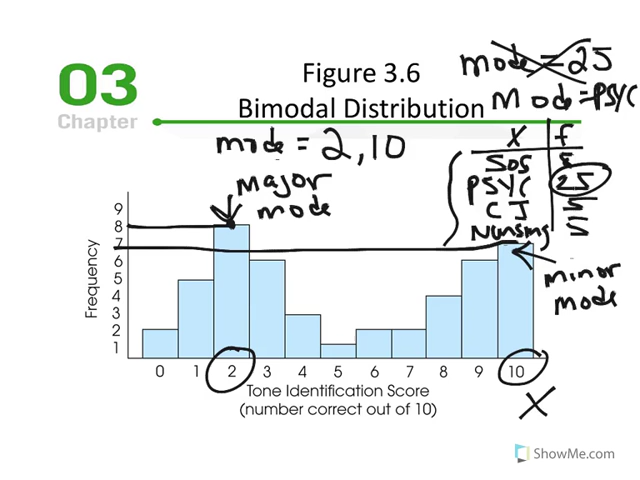 03
Chapter
Figure 3.6
Bimodal Distribution
mode = 25
Mode=PSYC
mode = 2,10
X f
SOS
PSYC 25
CJ 5
Nursing 5
major
mode
minor
mode
9
8
7
6
5
4
3
2
1
Frequency
0 1 2 3 4 5 6 7 8 9 10
Tone Identification Score
(number correct out of 10)
X
ShowMe.com